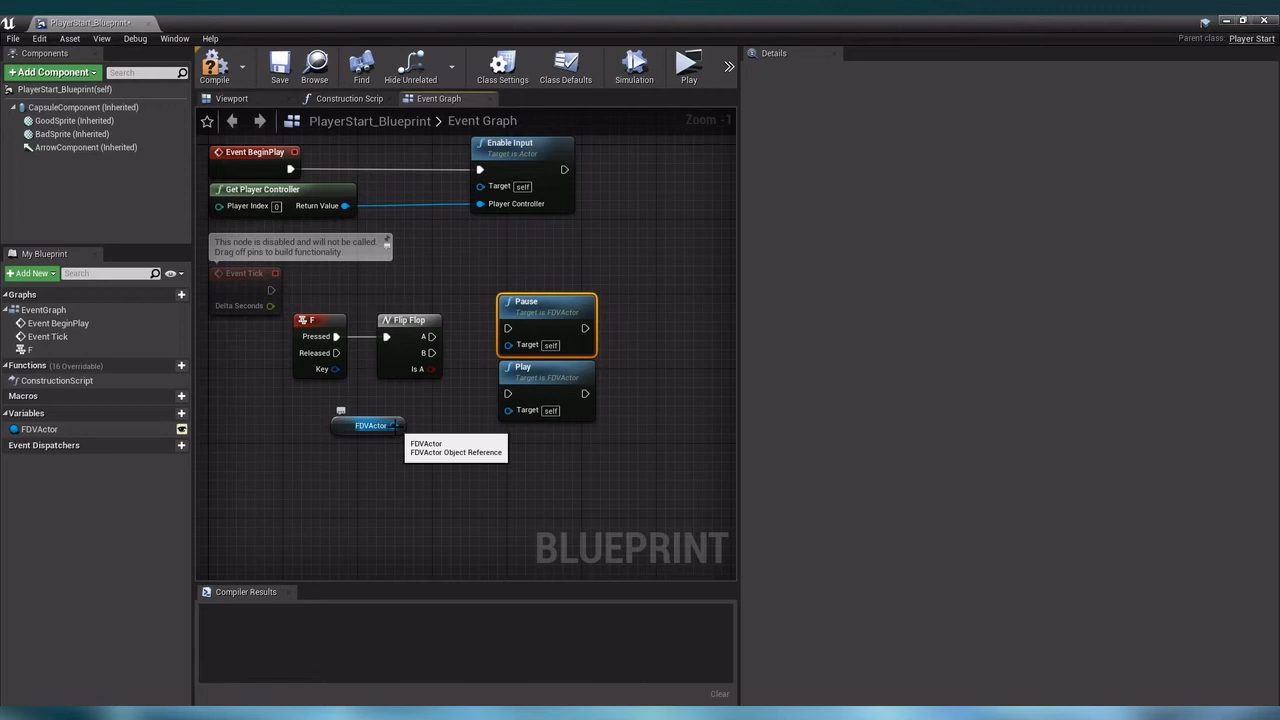 PlayerStart_Blueprint*
File Edit Asset View Debug Window Help
Parent class: Player Start
Components
+Add Component Search
PlayerStart_Blueprint(self)
CapsuleComponent (Inherited)
GoodSprite (Inherited)
BadSprite (Inherited)
ArrowComponent (Inherited)
My Blueprint
+Add New Search
Graphs
EventGraph
Event BeginPlay
Event Tick
F
Functions (16 Overridable)
ConstructionScript
Macros
Variables
FDVActor
Event Dispatchers
Compile Save Browse Find Hide Unrelated Class Settings Class Defaults Simulation Play
Viewport Construction Scrip Event Graph
PlayerStart_Blueprint > Event Graph
Zoom -1
Event BeginPlay
Get Player Controller
Player Index 0 Return Value
Enable Input
Target is Actor
Target self
Player Controller
This node is disabled and will not be called.
Drag off pins to build functionality.
Event Tick
Delta Seconds
F
Pressed
Released
Key
Flip Flop
A
B
Is A
Pause
Target is FDVActor
Target self
Play
Target is FDVActor
Target self
FDVActor
FDVActor
FDVActor Object Reference
BLUEPRINT
Compiler Results
Clear
Details